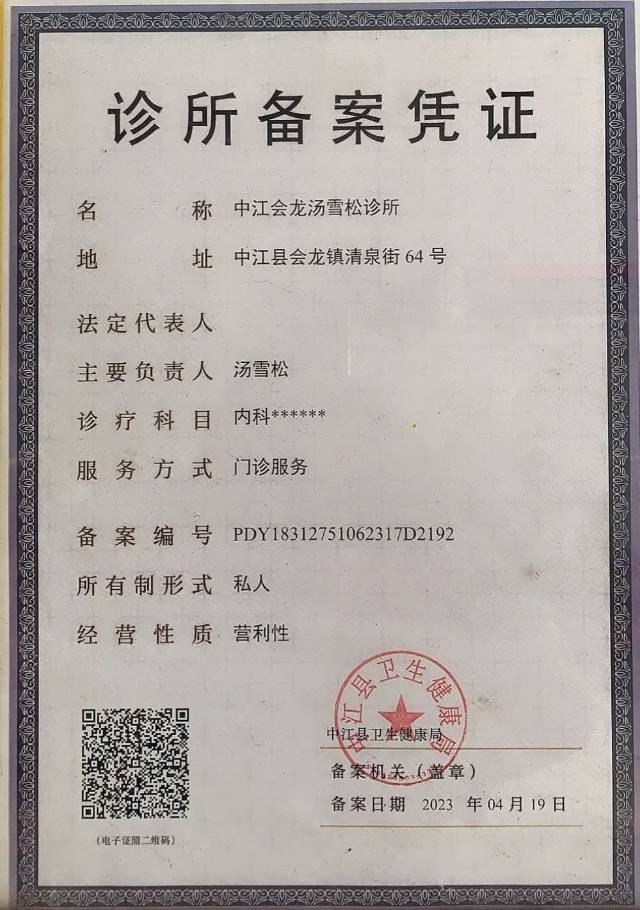 诊所备案凭证
名称 中江会龙汤雪松诊所
地址 中江县会龙镇清泉街 64 号
法定代表人
主要负责人 汤雪松
诊疗科目 内科******
服务方式 门诊服务
备案编号 PDY18312751062317D2192
所有制形式 私人
经营性质 营利性
中江县卫生健康局
中江县卫生健康局
备案机关（盖章）
备案日期 2023 年 04 月 19 日
（电子证照二维码）